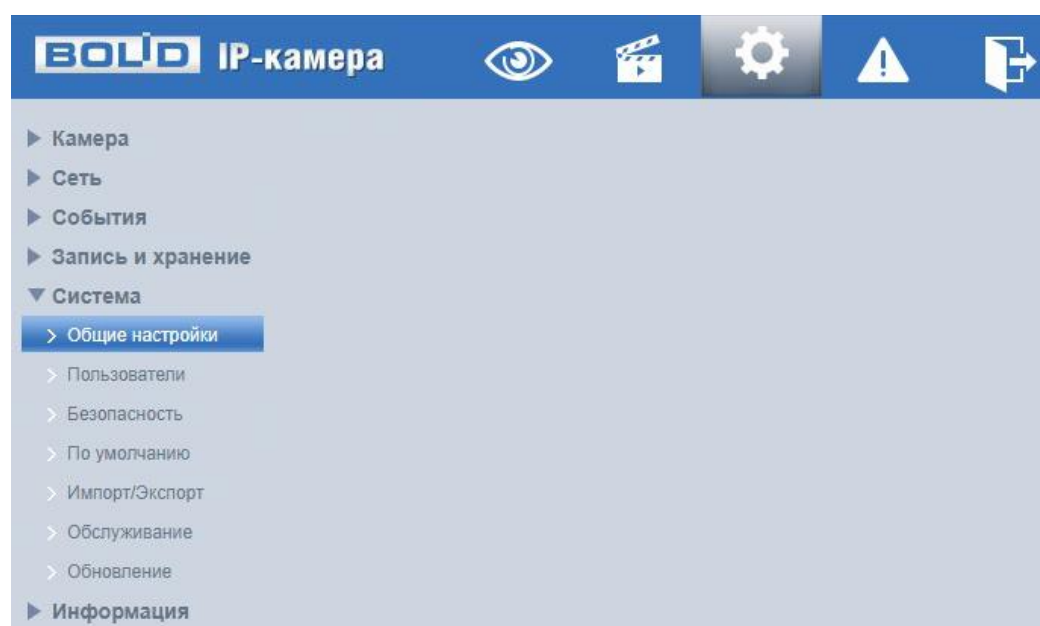 BOLID IP-камера
Камера
Сеть
События
Запись и хранение
Система
Общие настройки
Пользователи
Безопасность
По умолчанию
Импорт/Экспорт
Обслуживание
Обновление
Информация